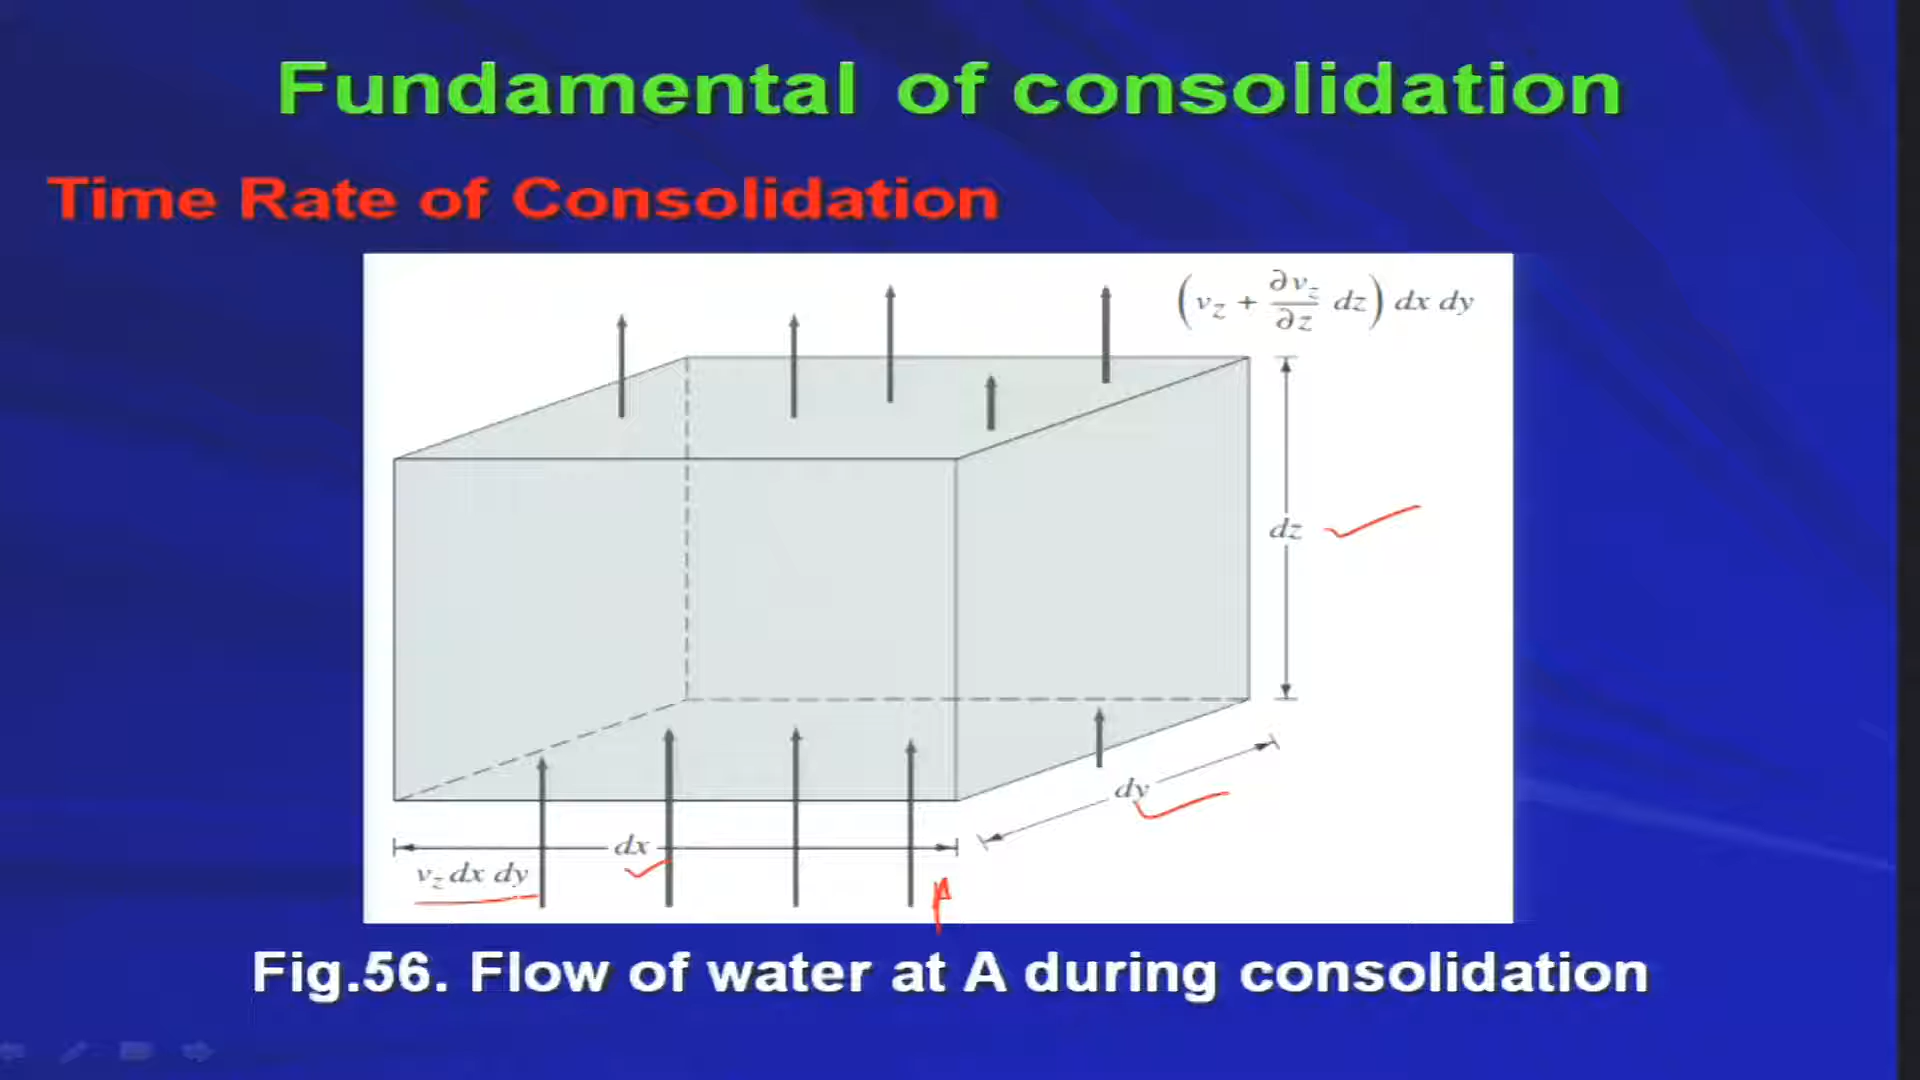 Fundamental of consolidation
Time Rate of Consolidation
(v_z + ∂v_z/∂z dz) dx dy
dz
dy
dx
v_z dx dy
Fig.56. Flow of water at A during consolidation